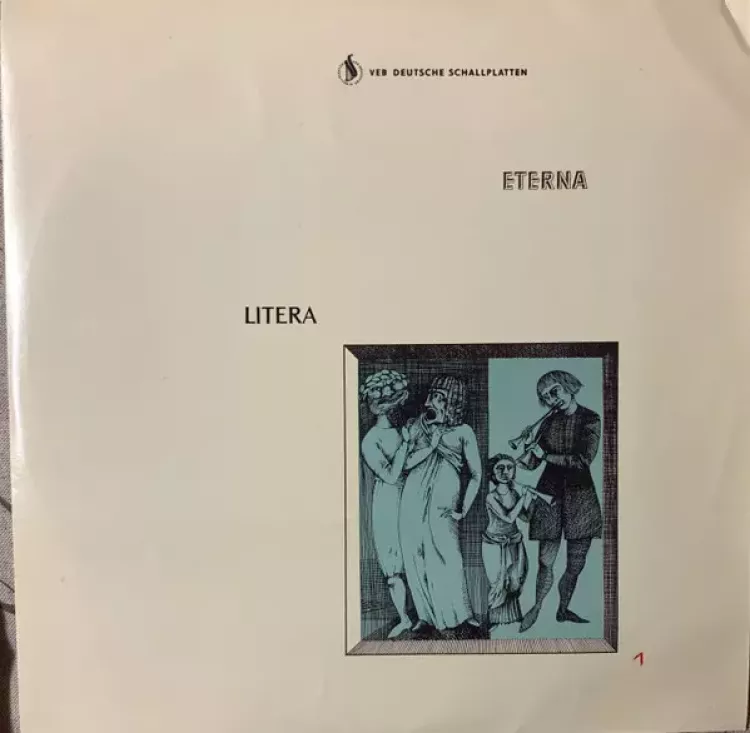 VEB DEUTSCHE SCHALLPLATTEN
ETERNA
LITERA
1